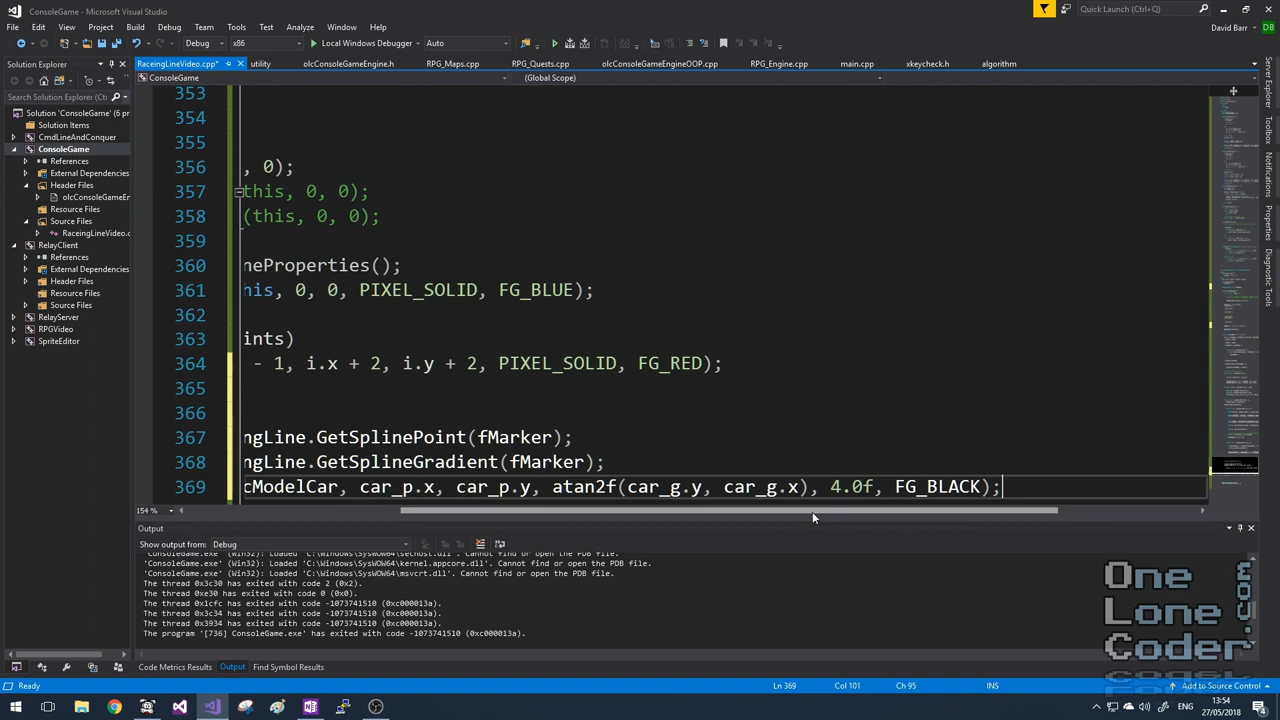 ConsoleGame - Microsoft Visual Studio
Quick Launch (Ctrl+Q)
File Edit View Project Build Debug Team Tools Test Analyze Window Help
David Barr DB
Debug x86 Local Windows Debugger Auto
Solution Explorer
RaceingLineVideo.cpp* utility olcConsoleGameEngine.h RPG_Maps.cpp RPG_Quests.cpp olcConsoleGameEngineOOP.cpp RPG_Engine.cpp main.cpp xkeycheck.h algorithm
ConsoleGame (Global Scope)
Search Solution Explorer (Ctrl+
Solution 'ConsoleGame' (6 pr
Solution Items
CmdLineAndConquer
ConsoleGame
References
External Dependencies
Header Files
olcConsoleGameEn
Resource Files
Source Files
RaceingLineVideo.c
RelayClient
References
External Dependencies
Header Files
Resource Files
Source Files
RelayServer
RPGVideo
SpriteEditor
353
354
355
356 , 0);
357 this, 0, 0);
358 (this, 0, 0);
359
360 neProperties();
361 his, 0, 0, PIXEL_SOLID, FG_BLUE);
362
363 ints)
364 - 1, i.x + 2, i.y + 2, PIXEL_SOLID, FG_RED);
365
366
367 ngLine.GetSplinePoint(fMarker);
368 ngLine.GetSplineGradient(fMarker);
369 cModelCar, car_p.x, car_p.y, atan2f(car_g.y, car_g.x), 4.0f, FG_BLACK);
154 %
Server Explorer
Toolbox
Notifications
Properties
Diagnostic Tools
Output
Show output from: Debug
'ConsoleGame.exe' (Win32): Loaded 'C:\Windows\SysWOW64\sechost.dll'. Cannot find or open the PDB file.
'ConsoleGame.exe' (Win32): Loaded 'C:\Windows\SysWOW64\kernel.appcore.dll'. Cannot find or open the PDB file.
'ConsoleGame.exe' (Win32): Loaded 'C:\Windows\SysWOW64\msvcrt.dll'. Cannot find or open the PDB file.
The thread 0x3c30 has exited with code 2 (0x2).
The thread 0xe30 has exited with code 0 (0x0).
The thread 0x1cfc has exited with code -1073741510 (0xc000013a).
The thread 0x3c34 has exited with code -1073741510 (0xc000013a).
The thread 0x3934 has exited with code -1073741510 (0xc000013a).
The program '[736] ConsoleGame.exe' has exited with code -1073741510 (0xc000013a).
Code Metrics Results Output Find Symbol Results
One
Lone
Coder
.com
Ready Ln 369 Col 101 Ch 95 INS Add to Source Control
ENG 13:54
27/05/2018